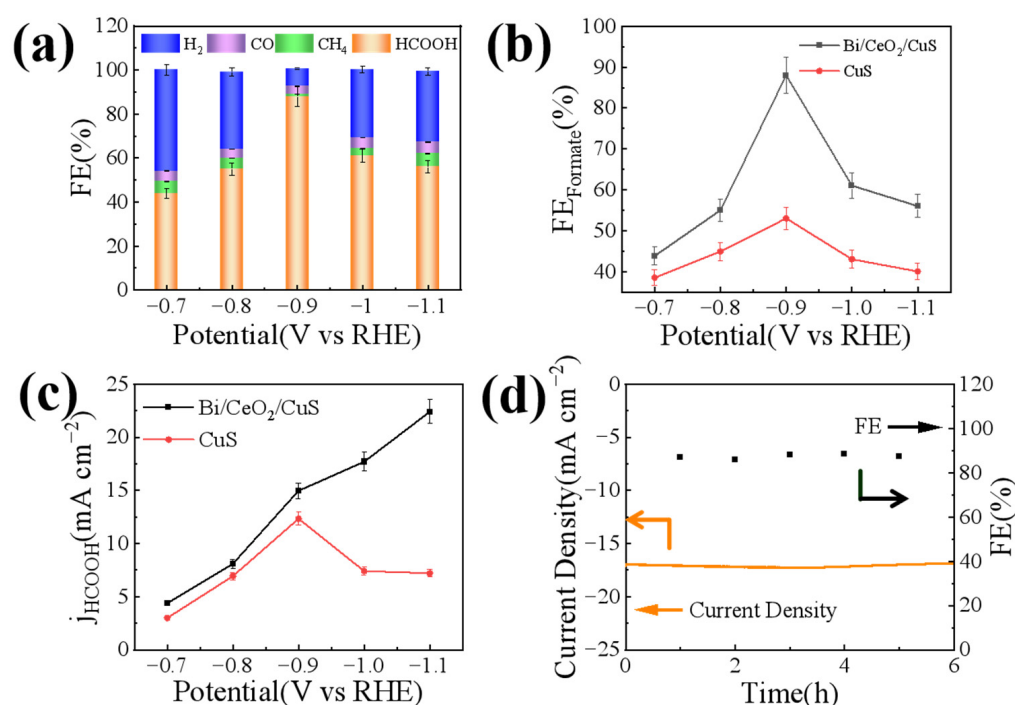 (a)
120
100
80
60
40
20
0
FE(%)
H₂ CO CH₄ HCOOH
−0.7 −0.8 −0.9 −1 −1.1
Potential(V vs RHE)
(b)
100
90
80
70
60
50
40
FE_Formate(%)
Bi/CeO₂/CuS
CuS
−0.7 −0.8 −0.9 −1.0 −1.1
Potential(V vs RHE)
(c)
25
20
15
10
5
0
j_HCOOH(mA cm⁻²)
Bi/CeO₂/CuS
CuS
−0.7 −0.8 −0.9 −1.0 −1.1
Potential(V vs RHE)
(d)
0
−5
−10
−15
−20
−25
Current Density(mA cm⁻²)
FE
Current Density
120
100
80
60
40
20
0
FE(%)
0 2 4 6
Time(h)